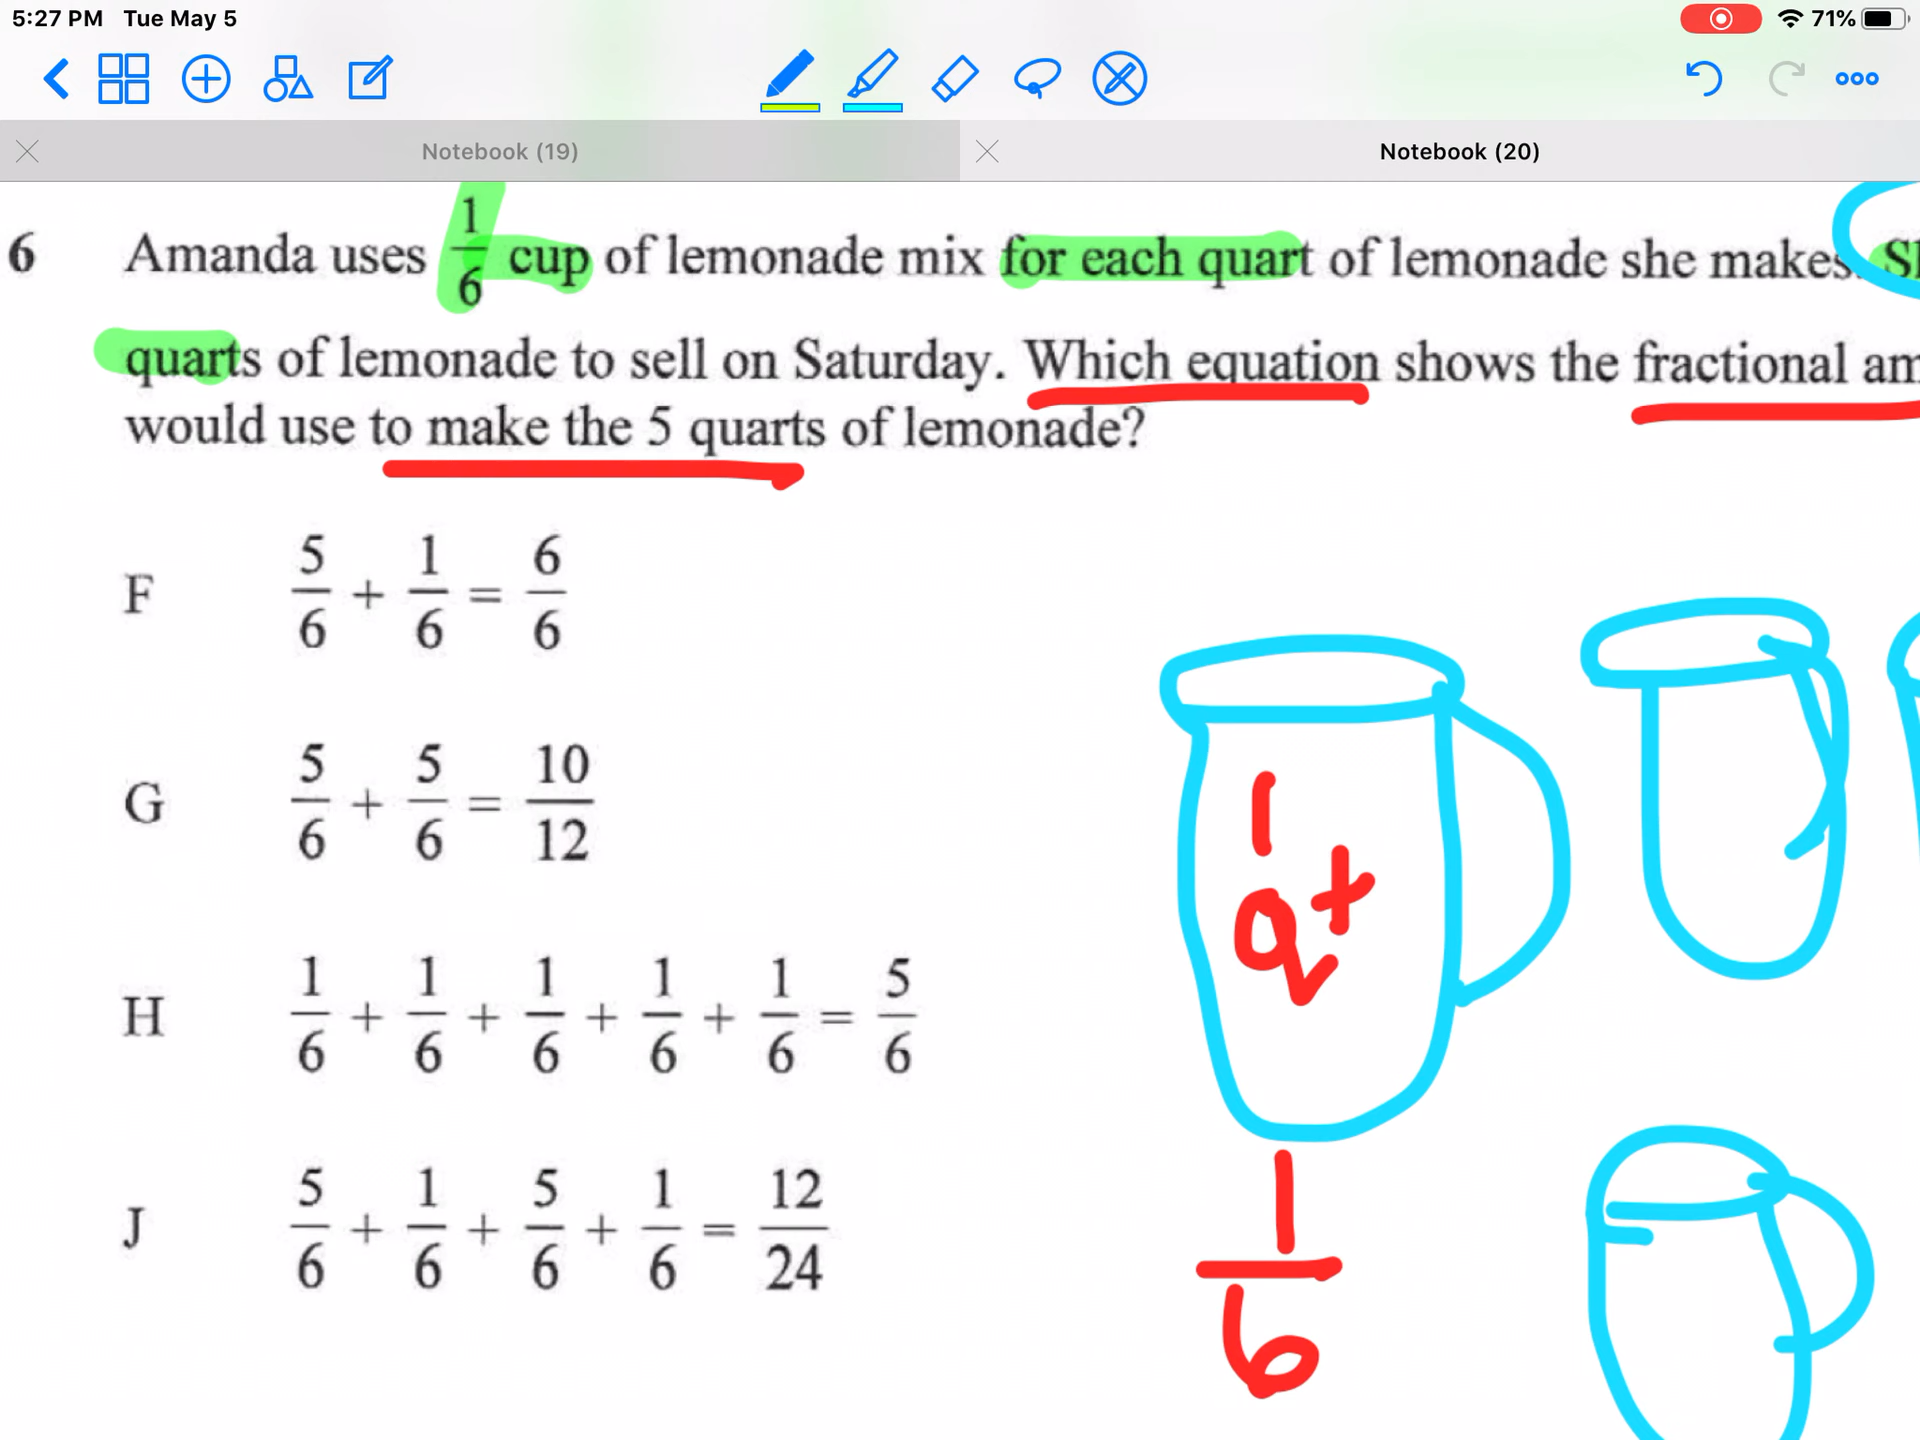 5:27 PM Tue May 5 71%
Notebook (19) Notebook (20)
6 Amanda uses 1/6 cup of lemonade mix for each quart of lemonade she makes.
quarts of lemonade to sell on Saturday. Which equation shows the fractional
would use to make the 5 quarts of lemonade?
F 5/6 + 1/6 = 6/6
G 5/6 + 5/6 = 10/12
H 1/6 + 1/6 + 1/6 + 1/6 + 1/6 = 5/6
J 5/6 + 1/6 + 5/6 + 1/6 = 12/24
1
qt
1/6